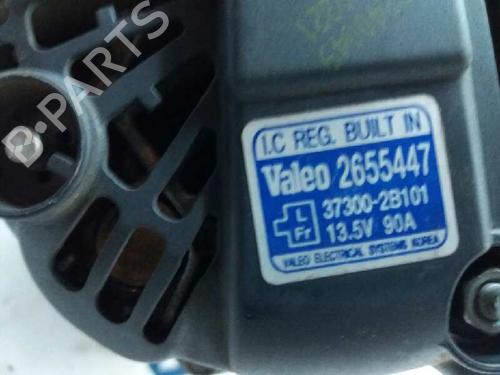 B-PARTS
I.C REG. BUILT IN
Valeo 2655447
L 37300-2B101
Fr 13.5V 90A
VALEO ELECTRICAL SYSTEMS KOREA